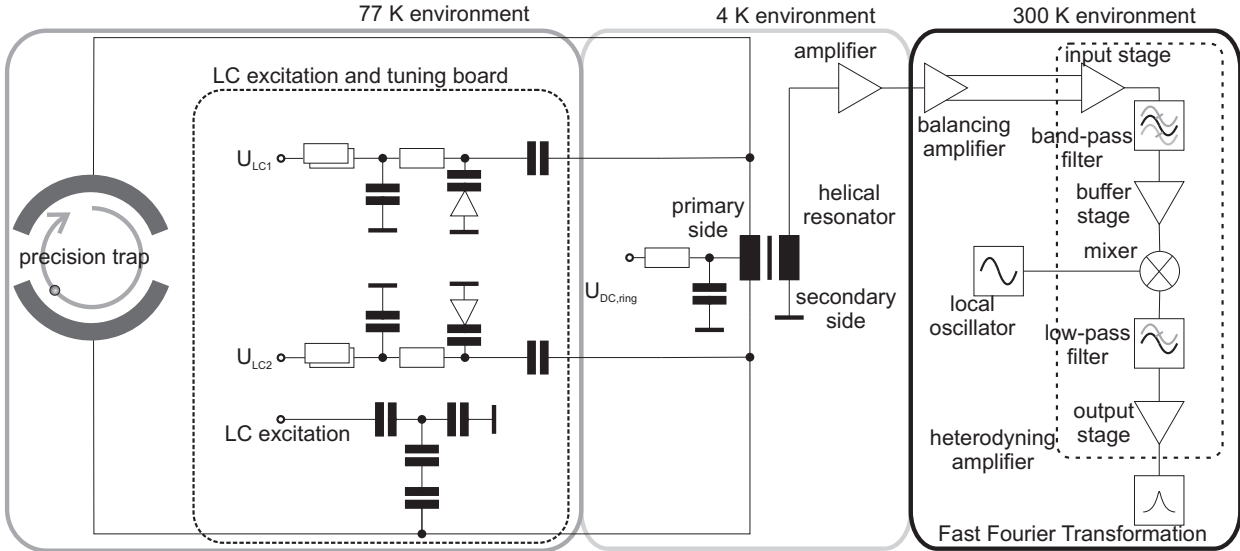 77 K environment
4 K environment
300 K environment
LC excitation and tuning board
amplifier
input stage
balancing
amplifier
band-pass
filter
U_LC1
precision trap
primary
side
helical
resonator
buffer
stage
mixer
U_DC,ring
secondary
side
local
oscillator
low-pass
filter
U_LC2
LC excitation
output
stage
heterodyning
amplifier
Fast Fourier Transformation